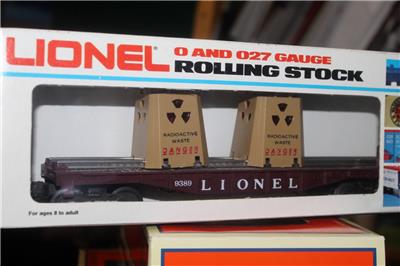 LIONEL
O AND O27 GAUGE
ROLLING STOCK
RADIOACTIVE
WASTE
DANGER
RADIOACTIVE
WASTE
DANGER
9389 LIONEL
For ages 8 to adult